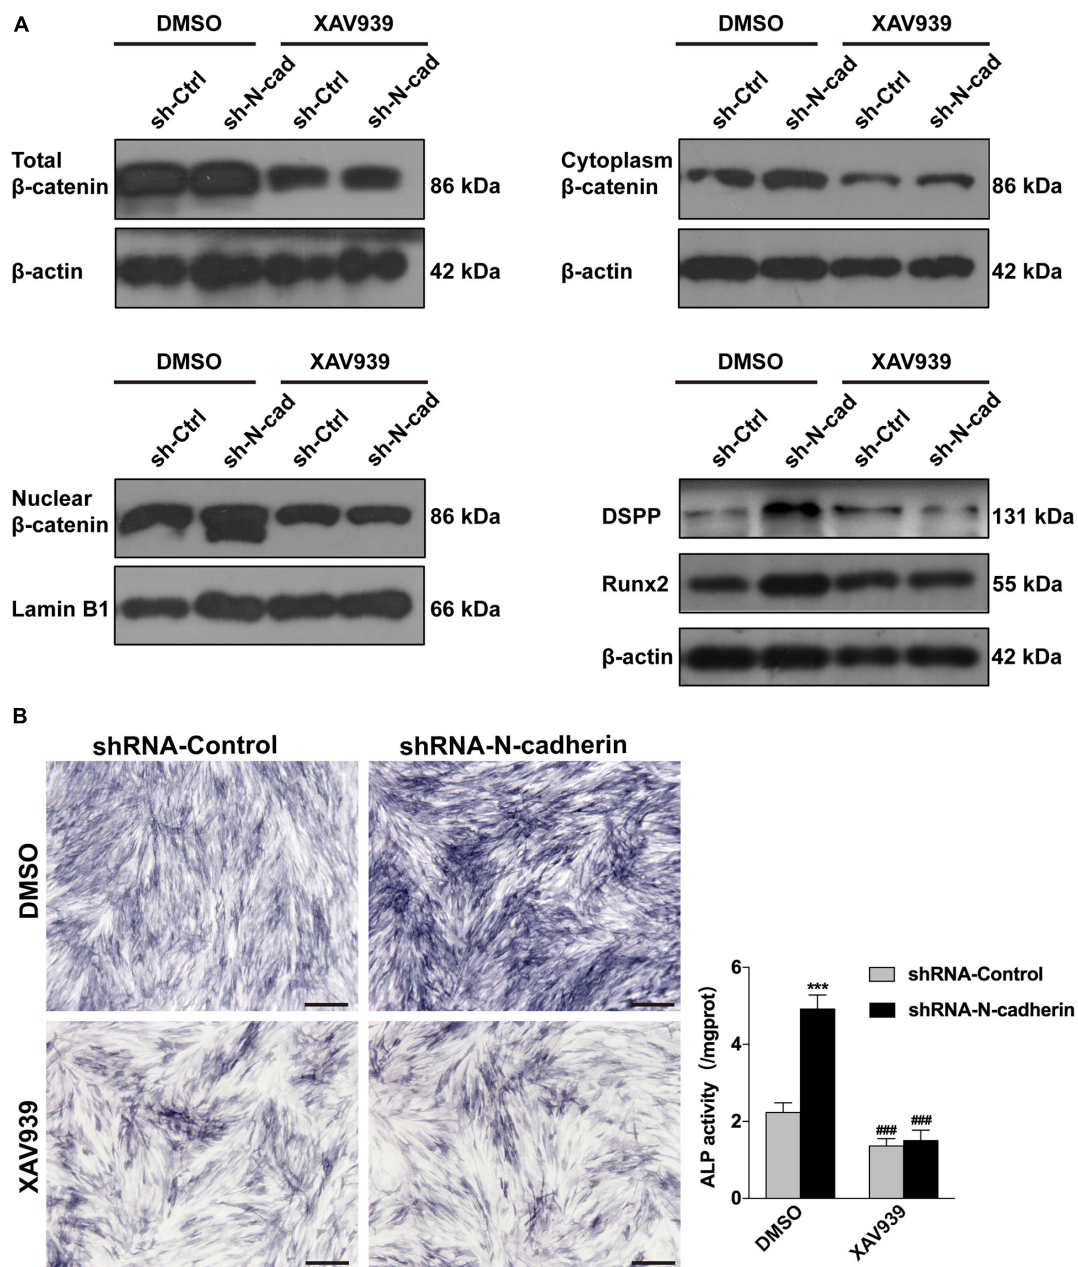 A
DMSO XAV939
sh-Ctrl sh-N-cad sh-Ctrl sh-N-cad
Total
β-catenin
86 kDa
β-actin 42 kDa
DMSO XAV939
sh-Ctrl sh-N-cad sh-Ctrl sh-N-cad
Cytoplasm
β-catenin
86 kDa
β-actin 42 kDa
DMSO XAV939
sh-Ctrl sh-N-cad sh-Ctrl sh-N-cad
Nuclear
β-catenin
86 kDa
Lamin B1 66 kDa
DMSO XAV939
sh-Ctrl sh-N-cad sh-Ctrl sh-N-cad
DSPP 131 kDa
Runx2 55 kDa
β-actin 42 kDa
B
shRNA-Control shRNA-N-cadherin
DMSO
XAV939
ALP activity (/mgprot)
6
4
2
0
***
###
###
DMSO XAV939
shRNA-Control
shRNA-N-cadherin